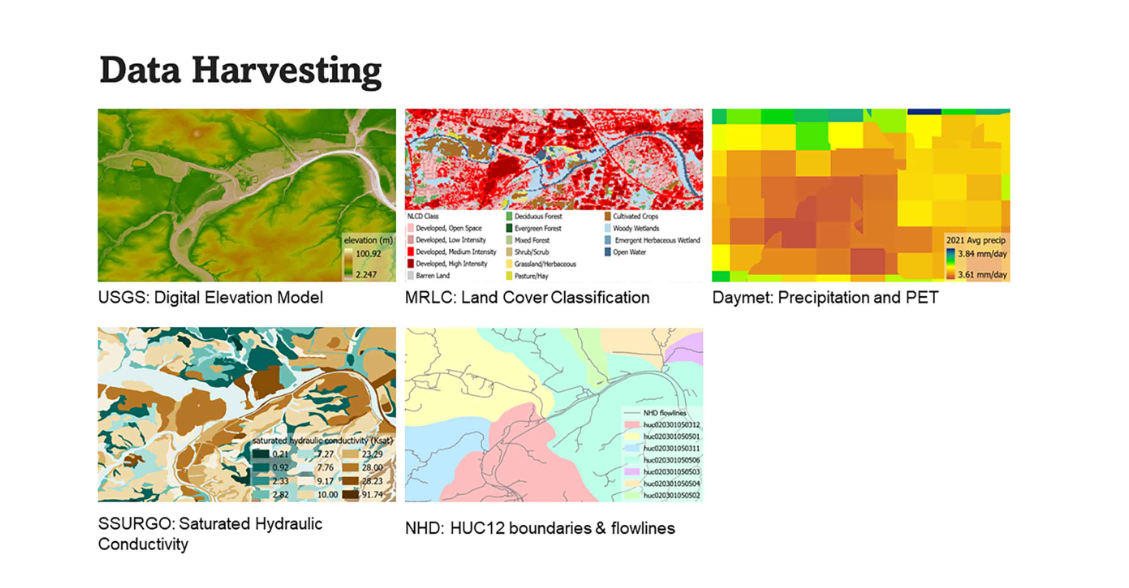 Data Harvesting
elevation (m)
100.92
2.247
USGS: Digital Elevation Model
NLCD Class
Developed, Open Space
Developed, Low Intensity
Developed, Medium Intensity
Developed, High Intensity
Barren Land
Deciduous Forest
Evergreen Forest
Mixed Forest
Shrub/Scrub
Grassland/Herbaceous
Pasture/Hay
Cultivated Crops
Woody Wetlands
Emergent Herbaceous Wetland
Open Water
MRLC: Land Cover Classification
2021 Avg precip
3.84 mm/day
3.61 mm/day
Daymet: Precipitation and PET
saturated hydraulic conductivity (Ksat)
0.21 7.27 23.29
0.92 7.76 28.00
2.33 9.17 28.23
2.82 10.00 91.74
SSURGO: Saturated Hydraulic
Conductivity
NHD flowlines
huc020301050312
huc020301050501
huc020301050311
huc020301050506
huc020301050503
huc020301050504
huc020301050502
NHD: HUC12 boundaries & flowlines